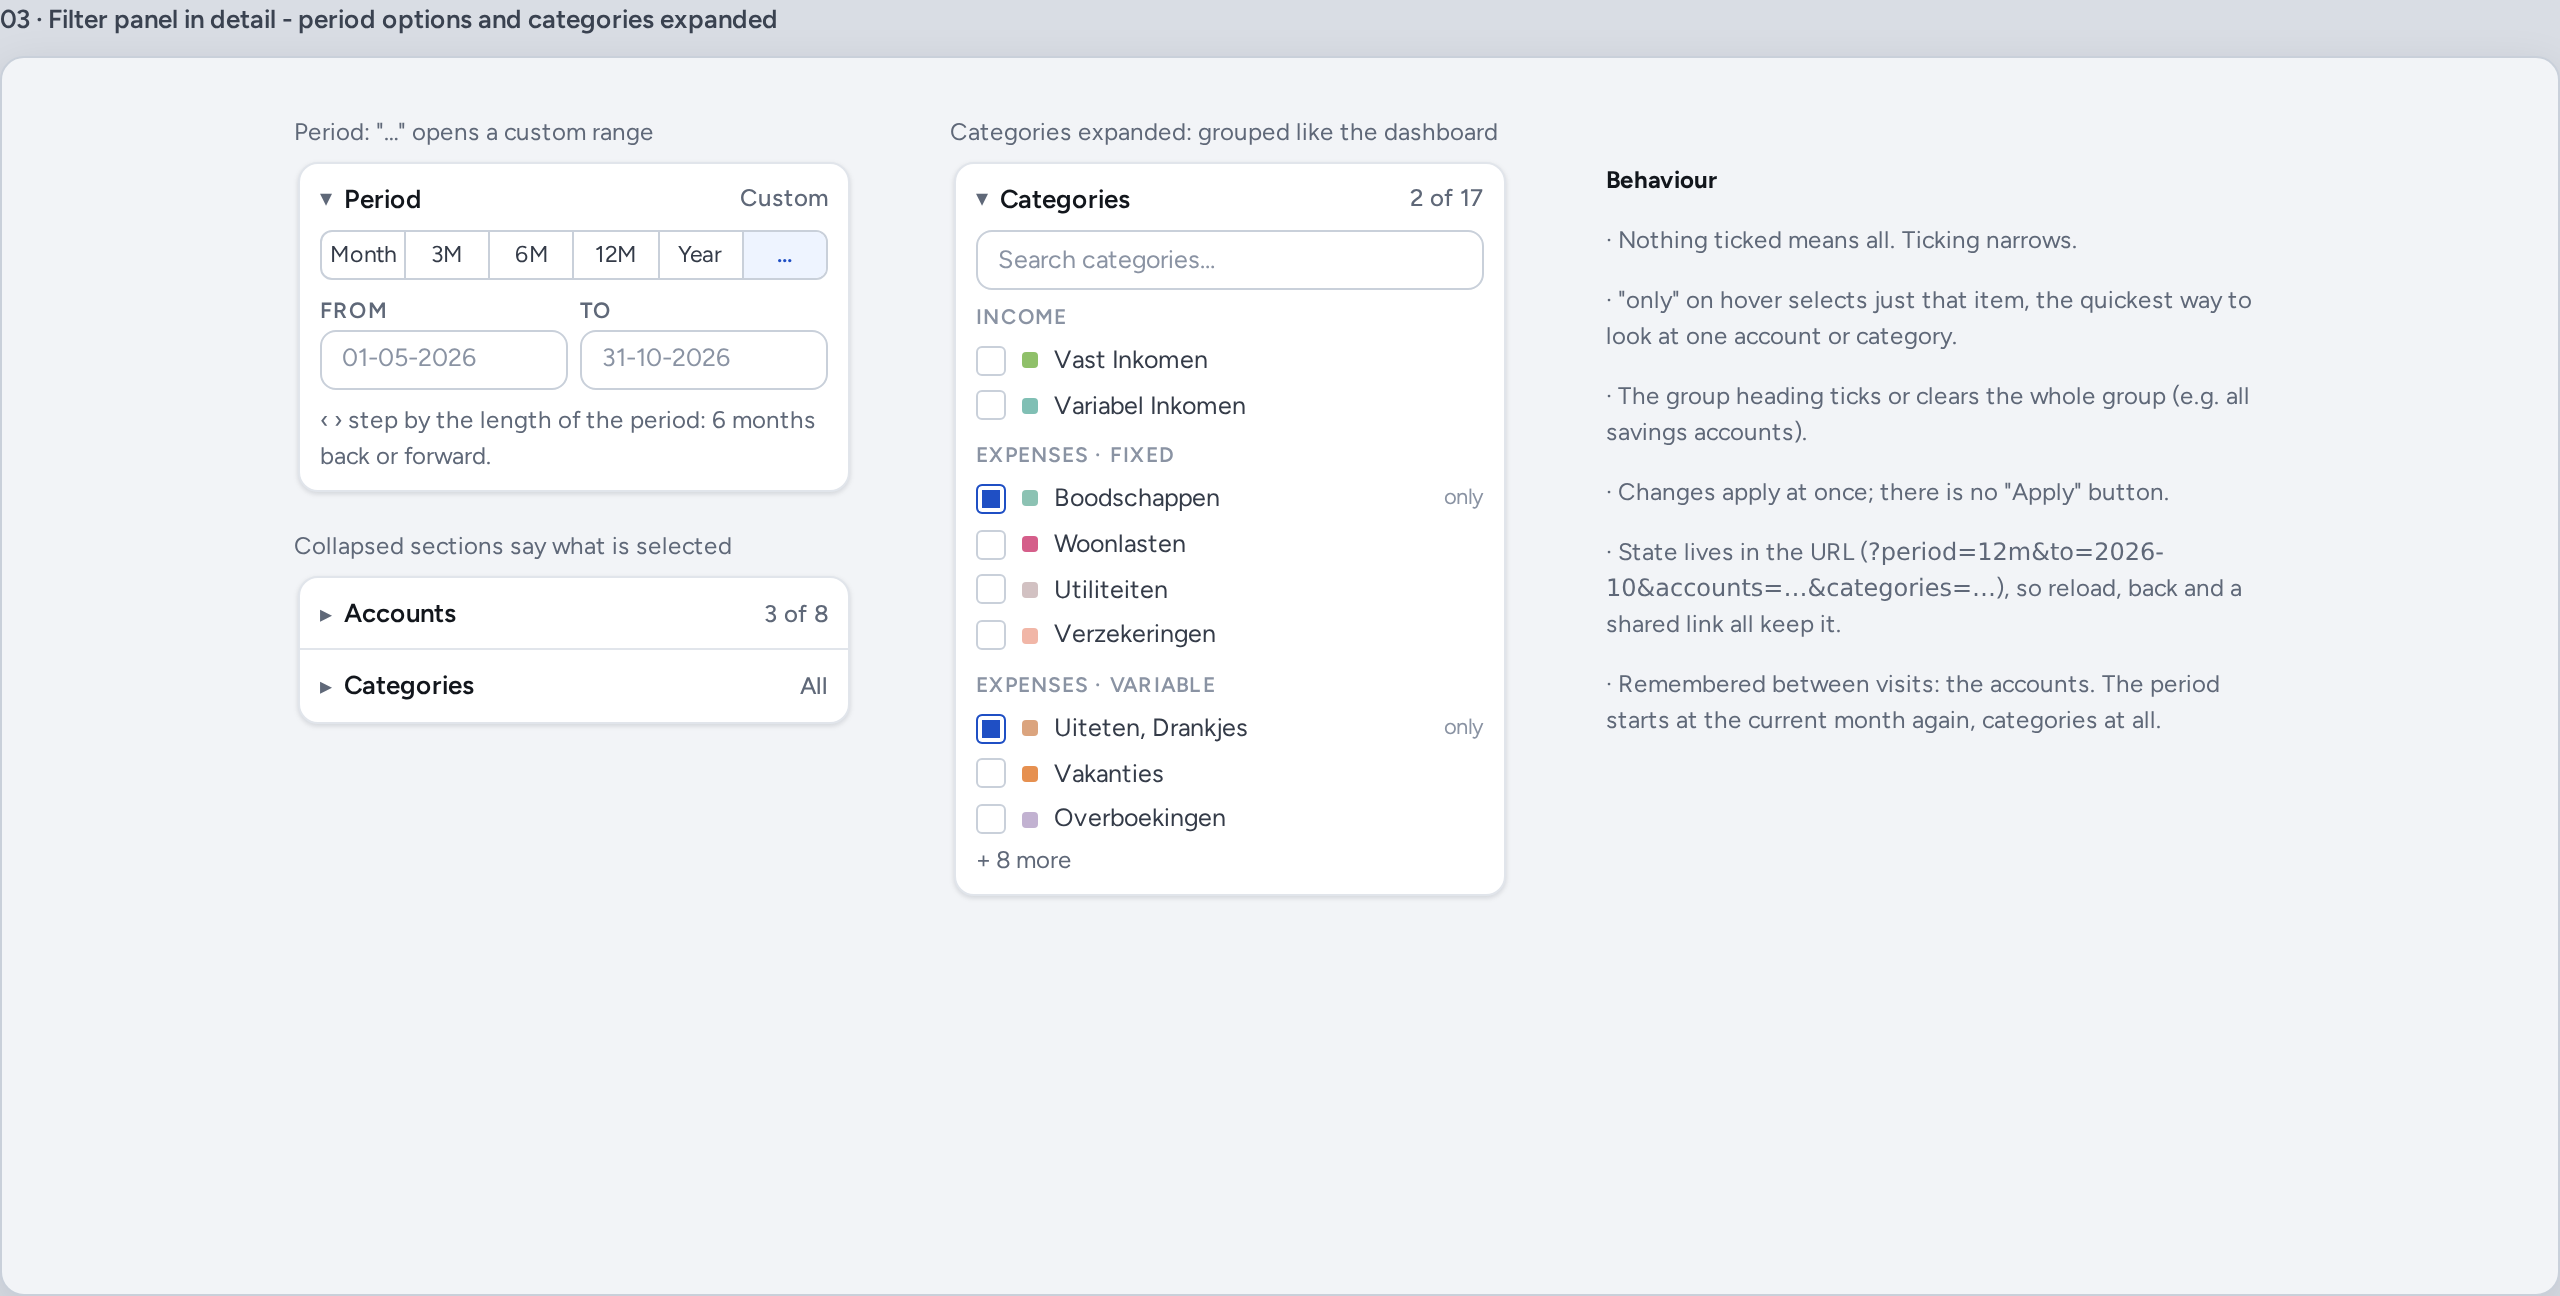 03 · Filter panel in detail - period options and categories expanded
Period: "..." opens a custom range
▾ Period Custom
Month 3M 6M 12M Year ...
FROM TO
01-05-2026 31-10-2026
‹ › step by the length of the period: 6 months
back or forward.
Collapsed sections say what is selected
▸ Accounts 3 of 8
▸ Categories All
Categories expanded: grouped like the dashboard
▾ Categories 2 of 17
Search categories...
INCOME
Vast Inkomen
Variabel Inkomen
EXPENSES · FIXED
Boodschappen only
Woonlasten
Utiliteiten
Verzekeringen
EXPENSES · VARIABLE
Uiteten, Drankjes only
Vakanties
Overboekingen
+ 8 more
Behaviour
· Nothing ticked means all. Ticking narrows.
· "only" on hover selects just that item, the quickest way to
look at one account or category.
· The group heading ticks or clears the whole group (e.g. all
savings accounts).
· Changes apply at once; there is no "Apply" button.
· State lives in the URL (?period=12m&to=2026-
10&accounts=...&categories=...), so reload, back and a
shared link all keep it.
· Remembered between visits: the accounts. The period
starts at the current month again, categories at all.